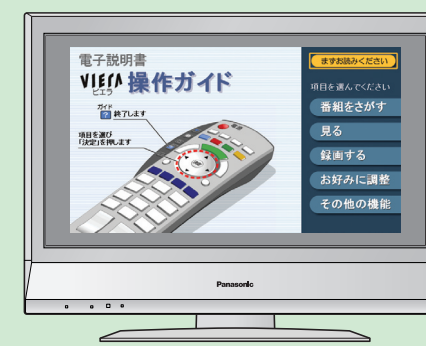 電子説明書
VIERA 操作ガイド
ビエラ
ガイド
? 終了します
項目を選び
「決定」を押します
まずお読みください
項目を選んでください
番組をさがす
見る
録画する
お好みに調整
その他の機能
Panasonic